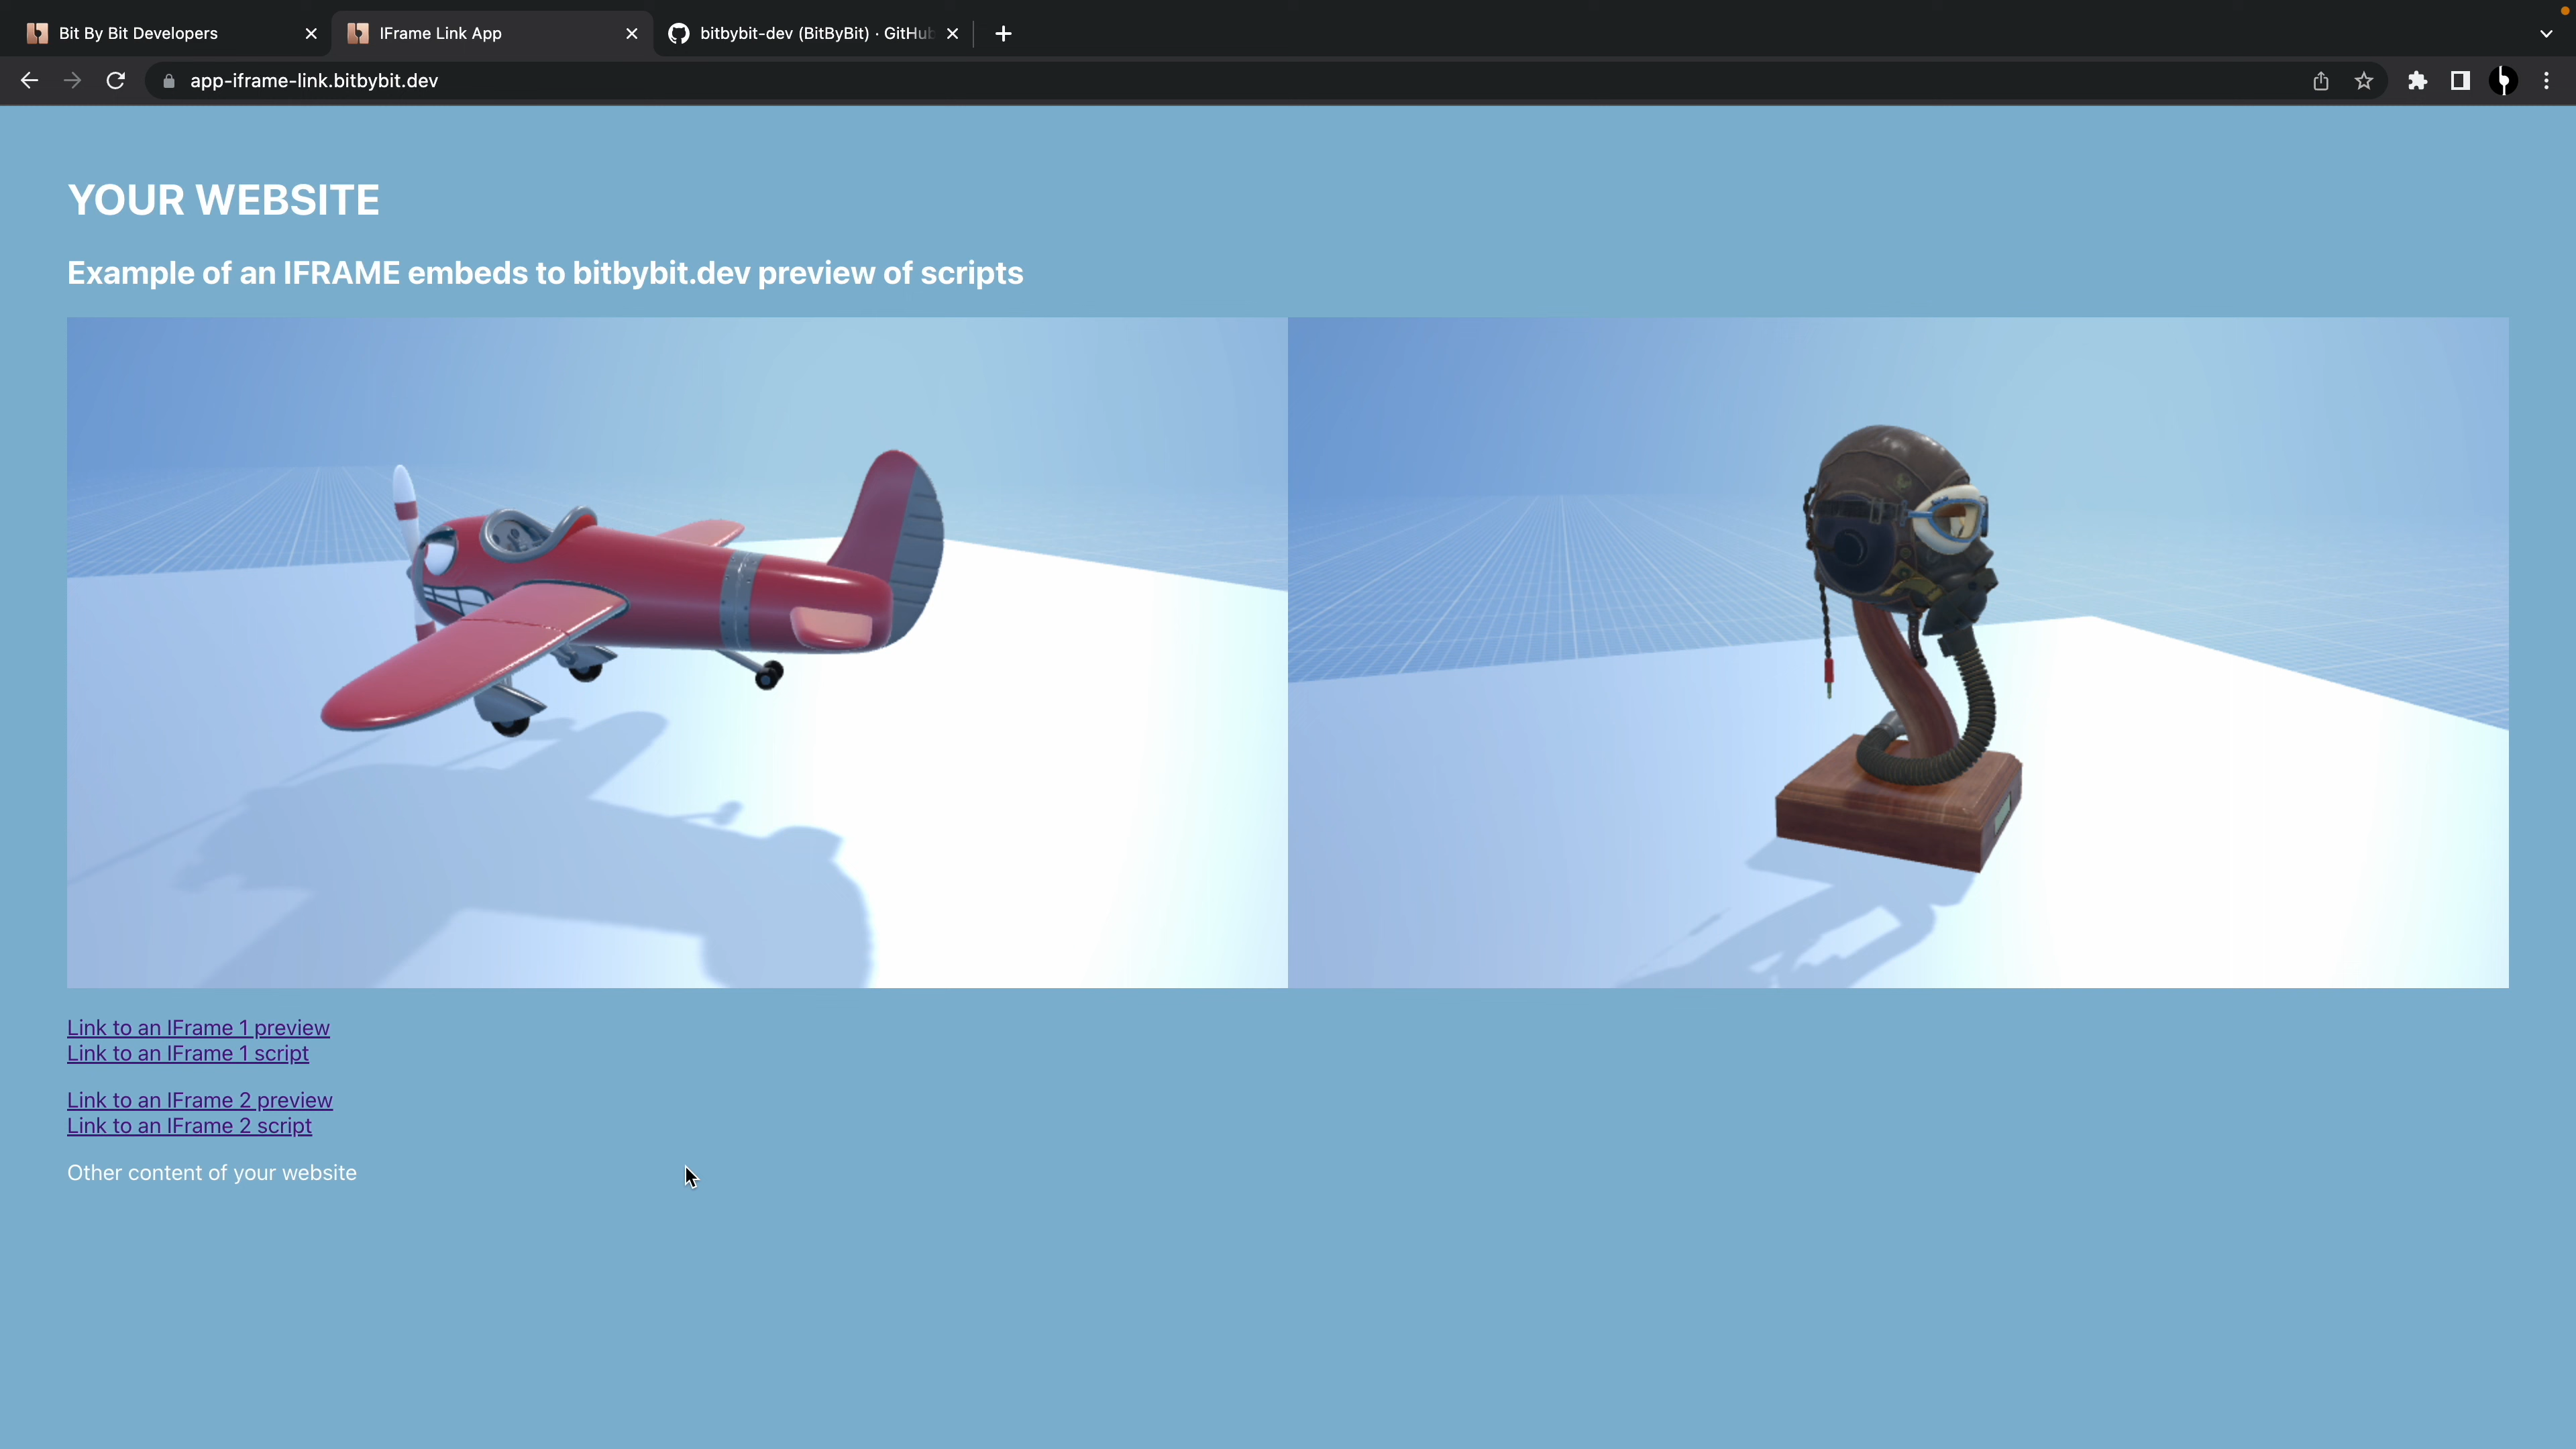 Bit By Bit Developers
IFrame Link App
bitbybit-dev (BitByBit) · GitHub
app-iframe-link.bitbybit.dev
YOUR WEBSITE
Example of an IFRAME embeds to bitbybit.dev preview of scripts
Link to an IFrame 1 preview
Link to an IFrame 1 script
Link to an IFrame 2 preview
Link to an IFrame 2 script
Other content of your website